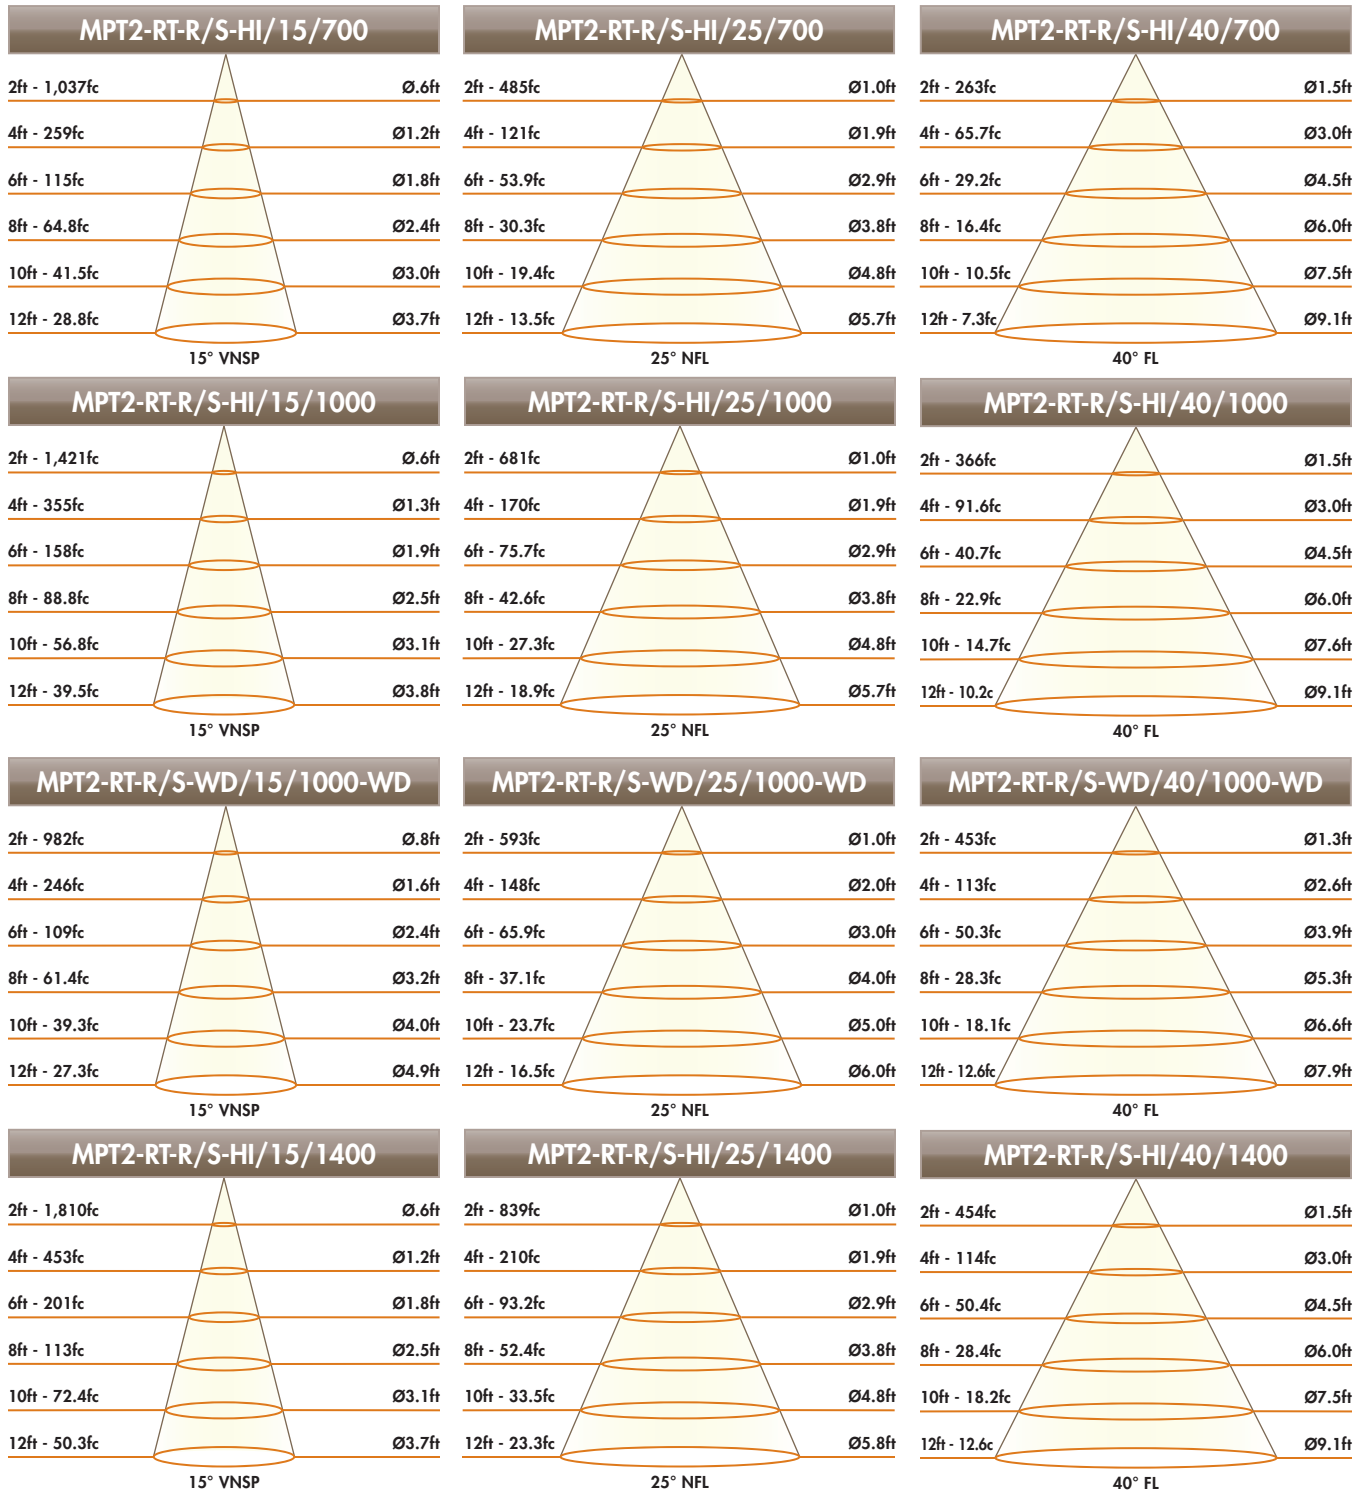 MPT2-RT-R/S-HI/15/700
2ft - 1,037fc Ø.6ft
4ft - 259fc Ø1.2ft
6ft - 115fc Ø1.8ft
8ft - 64.8fc Ø2.4ft
10ft - 41.5fc Ø3.0ft
12ft - 28.8fc Ø3.7ft
15° VNSP
MPT2-RT-R/S-HI/25/700
2ft - 485fc Ø1.0ft
4ft - 121fc Ø1.9ft
6ft - 53.9fc Ø2.9ft
8ft - 30.3fc Ø3.8ft
10ft - 19.4fc Ø4.8ft
12ft - 13.5fc Ø5.7ft
25° NFL
MPT2-RT-R/S-HI/40/700
2ft - 263fc Ø1.5ft
4ft - 65.7fc Ø3.0ft
6ft - 29.2fc Ø4.5ft
8ft - 16.4fc Ø6.0ft
10ft - 10.5fc Ø7.5ft
12ft - 7.3fc Ø9.1ft
40° FL
MPT2-RT-R/S-HI/15/1000
2ft - 1,421fc Ø.6ft
4ft - 355fc Ø1.3ft
6ft - 158fc Ø1.9ft
8ft - 88.8fc Ø2.5ft
10ft - 56.8fc Ø3.1ft
12ft - 39.5fc Ø3.8ft
15° VNSP
MPT2-RT-R/S-HI/25/1000
2ft - 681fc Ø1.0ft
4ft - 170fc Ø1.9ft
6ft - 75.7fc Ø2.9ft
8ft - 42.6fc Ø3.8ft
10ft - 27.3fc Ø4.8ft
12ft - 18.9fc Ø5.7ft
25° NFL
MPT2-RT-R/S-HI/40/1000
2ft - 366fc Ø1.5ft
4ft - 91.6fc Ø3.0ft
6ft - 40.7fc Ø4.5ft
8ft - 22.9fc Ø6.0ft
10ft - 14.7fc Ø7.6ft
12ft - 10.2c Ø9.1ft
40° FL
MPT2-RT-R/S-WD/15/1000-WD
2ft - 982fc Ø.8ft
4ft - 246fc Ø1.6ft
6ft - 109fc Ø2.4ft
8ft - 61.4fc Ø3.2ft
10ft - 39.3fc Ø4.0ft
12ft - 27.3fc Ø4.9ft
15° VNSP
MPT2-RT-R/S-WD/25/1000-WD
2ft - 593fc Ø1.0ft
4ft - 148fc Ø2.0ft
6ft - 65.9fc Ø3.0ft
8ft - 37.1fc Ø4.0ft
10ft - 23.7fc Ø5.0ft
12ft - 16.5fc Ø6.0ft
25° NFL
MPT2-RT-R/S-WD/40/1000-WD
2ft - 453fc Ø1.3ft
4ft - 113fc Ø2.6ft
6ft - 50.3fc Ø3.9ft
8ft - 28.3fc Ø5.3ft
10ft - 18.1fc Ø6.6ft
12ft - 12.6fc Ø7.9ft
40° FL
MPT2-RT-R/S-HI/15/1400
2ft - 1,810fc Ø.6ft
4ft - 453fc Ø1.2ft
6ft - 201fc Ø1.8ft
8ft - 113fc Ø2.5ft
10ft - 72.4fc Ø3.1ft
12ft - 50.3fc Ø3.7ft
15° VNSP
MPT2-RT-R/S-HI/25/1400
2ft - 839fc Ø1.0ft
4ft - 210fc Ø1.9ft
6ft - 93.2fc Ø2.9ft
8ft - 52.4fc Ø3.8ft
10ft - 33.5fc Ø4.8ft
12ft - 23.3fc Ø5.8ft
25° NFL
MPT2-RT-R/S-HI/40/1400
2ft - 454fc Ø1.5ft
4ft - 114fc Ø3.0ft
6ft - 50.4fc Ø4.5ft
8ft - 28.4fc Ø6.0ft
10ft - 18.2fc Ø7.5ft
12ft - 12.6c Ø9.1ft
40° FL